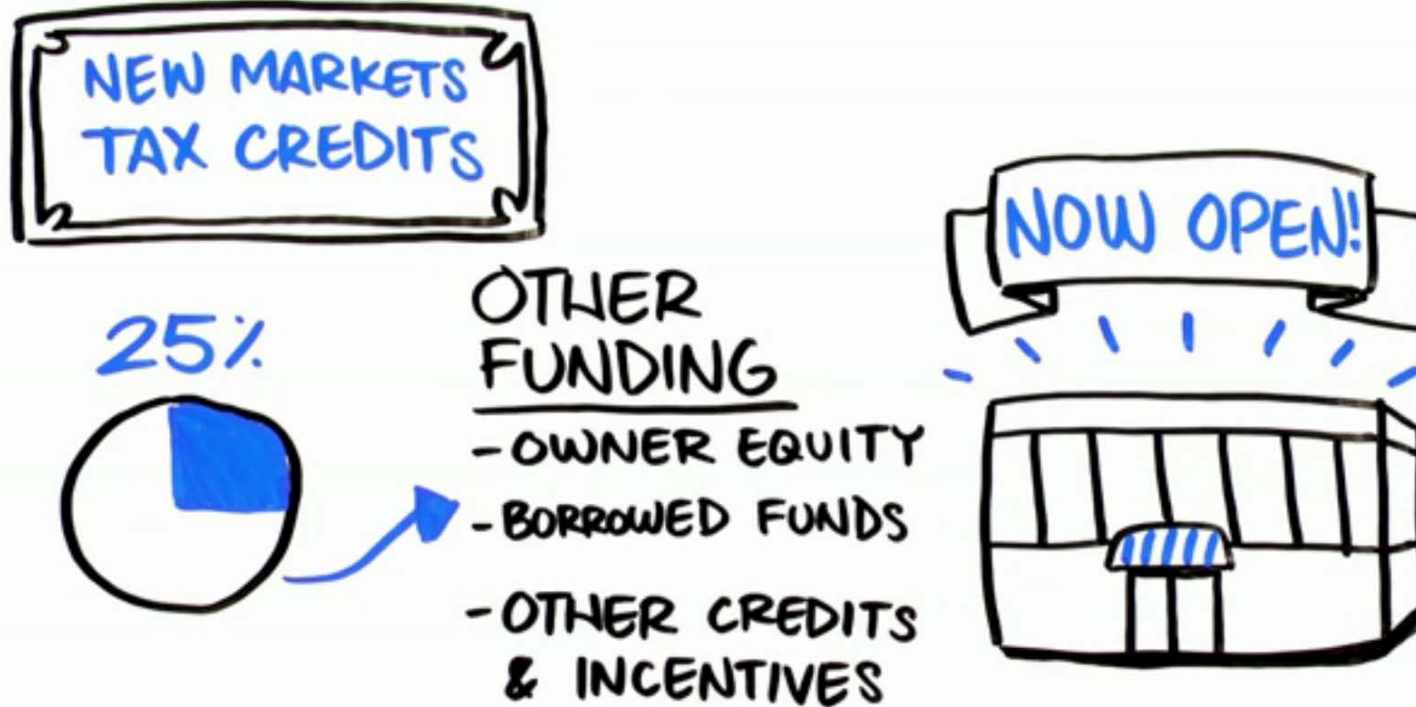 NEW MARKETS
TAX CREDITS
25%
OTHER
FUNDING
- OWNER EQUITY
- BORROWED FUNDS
- OTHER CREDITS
& INCENTIVES
NOW OPEN!